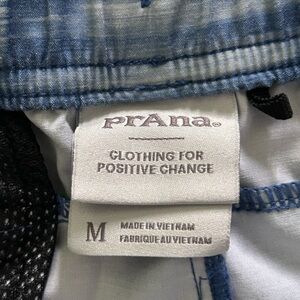 prAna®
CLOTHING FOR
POSITIVE CHANGE
M
MADE IN VIETNAM
FABRIQUE AU VIETNAM